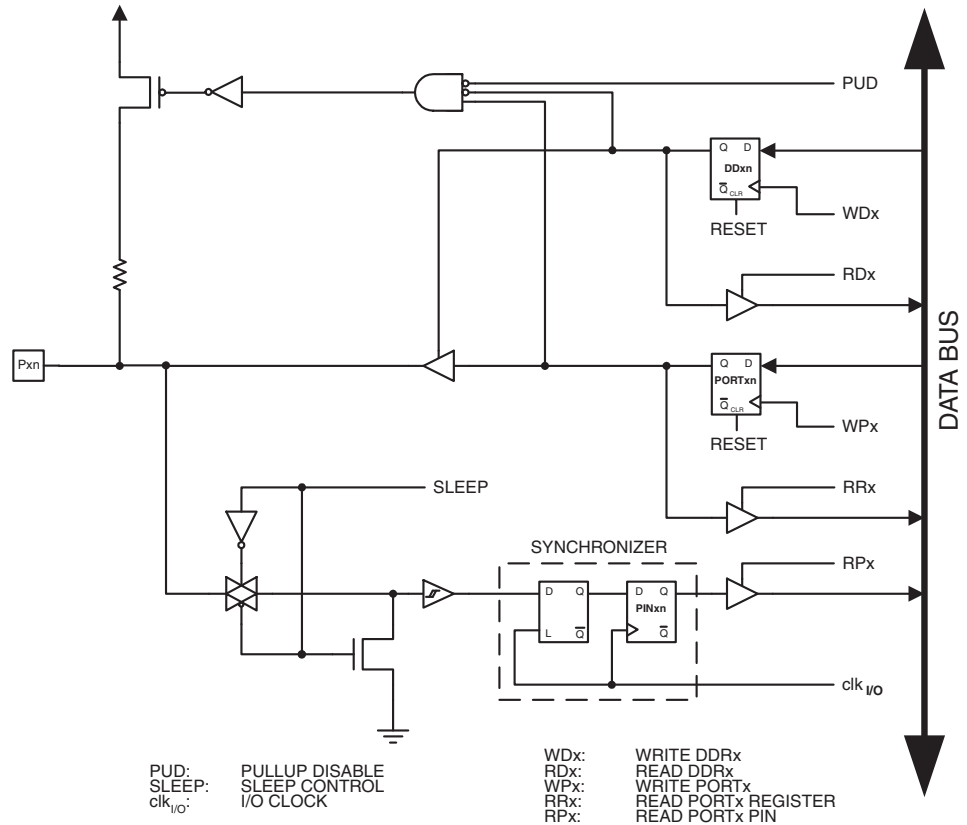 PUD
Q D
DDxn
Q CLR
WDx
RESET
RDx
Pxn
Q D
PORTxn
Q CLR
WPx
RESET
DATA BUS
RRx
SLEEP
SYNCHRONIZER
RPx
D Q
L Q
D Q
PINxn
Q
clk I/O
PUD: PULLUP DISABLE
SLEEP: SLEEP CONTROL
clkI/O: I/O CLOCK
WDx: WRITE DDRx
RDx: READ DDRx
WPx: WRITE PORTx
RRx: READ PORTx REGISTER
RPx: READ PORTx PIN